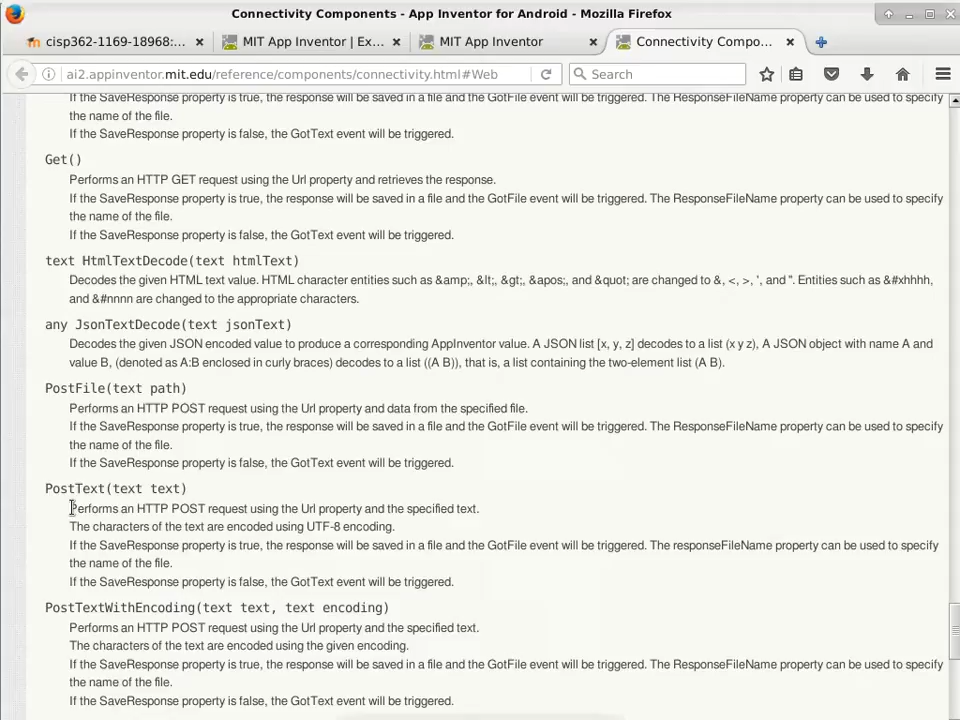 Connectivity Components - App Inventor for Android - Mozilla Firefox
cisp362-1169-18968:...
MIT App Inventor | Ex...
MIT App Inventor
Connectivity Compo...
ai2.appinventor.mit.edu/reference/components/connectivity.html#Web
Search
If the SaveResponse property is true, the response will be saved in a file and the GotFile event will be triggered. The ResponseFileName property can be used to specify
the name of the file.
If the SaveResponse property is false, the GotText event will be triggered.
Get()
Performs an HTTP GET request using the Url property and retrieves the response.
If the SaveResponse property is true, the response will be saved in a file and the GotFile event will be triggered. The ResponseFileName property can be used to specify
the name of the file.
If the SaveResponse property is false, the GotText event will be triggered.
text HtmlTextDecode(text htmlText)
Decodes the given HTML text value. HTML character entities such as &amp;, &lt;, &gt;, &apos;, and &quot; are changed to &, <, >, ', and ". Entities such as &#xhhhh,
and &#nnnn are changed to the appropriate characters.
any JsonTextDecode(text jsonText)
Decodes the given JSON encoded value to produce a corresponding AppInventor value. A JSON list [x, y, z] decodes to a list (x y z), A JSON object with name A and
value B, (denoted as A:B enclosed in curly braces) decodes to a list ((A B)), that is, a list containing the two-element list (A B).
PostFile(text path)
Performs an HTTP POST request using the Url property and data from the specified file.
If the SaveResponse property is true, the response will be saved in a file and the GotFile event will be triggered. The ResponseFileName property can be used to specify
the name of the file.
If the SaveResponse property is false, the GotText event will be triggered.
PostText(text text)
Performs an HTTP POST request using the Url property and the specified text.
The characters of the text are encoded using UTF-8 encoding.
If the SaveResponse property is true, the response will be saved in a file and the GotFile event will be triggered. The responseFileName property can be used to specify
the name of the file.
If the SaveResponse property is false, the GotText event will be triggered.
PostTextWithEncoding(text text, text encoding)
Performs an HTTP POST request using the Url property and the specified text.
The characters of the text are encoded using the given encoding.
If the SaveResponse property is true, the response will be saved in a file and the GotFile event will be triggered. The ResponseFileName property can be used to specify
the name of the file.
If the SaveResponse property is false, the GotText event will be triggered.